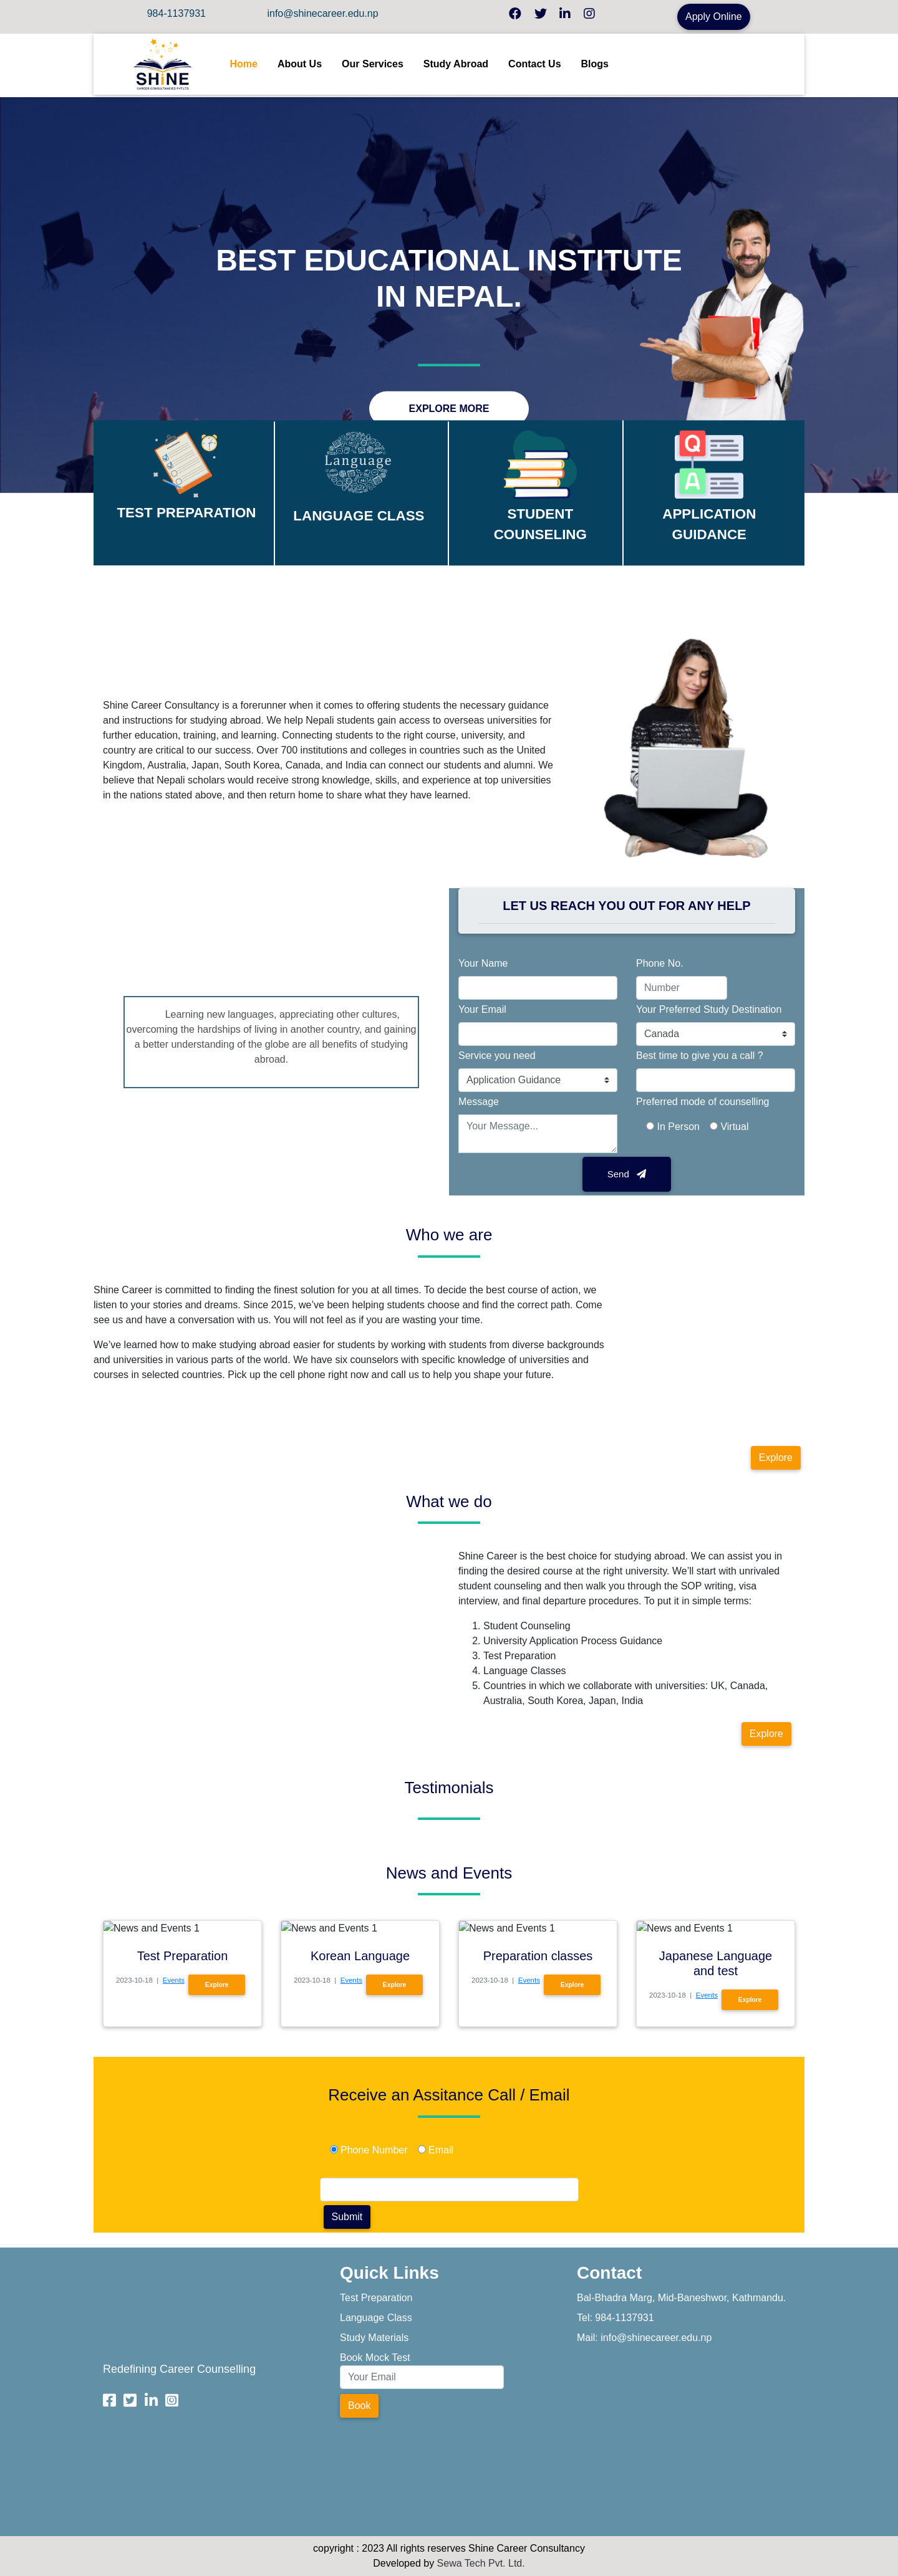 984-1137931
info@shinecareer.edu.np
Apply Online
SHINE
CAREER CONSULTANCIES PVT.LTD.
Home
About Us
Our Services
Study Abroad
Contact Us
Blogs
BEST EDUCATIONAL INSTITUTE
IN NEPAL.
EXPLORE MORE
TEST PREPARATION
Language
LANGUAGE CLASS
STUDENT
COUNSELING
Q
A
APPLICATION
GUIDANCE
Shine Career Consultancy is a forerunner when it comes to offering students the necessary guidance
and instructions for studying abroad. We help Nepali students gain access to overseas universities for
further education, training, and learning. Connecting students to the right course, university, and
country are critical to our success. Over 700 institutions and colleges in countries such as the United
Kingdom, Australia, Japan, South Korea, Canada, and India can connect our students and alumni. We
believe that Nepali scholars would receive strong knowledge, skills, and experience at top universities
in the nations stated above, and then return home to share what they have learned.
Learning new languages, appreciating other cultures,
overcoming the hardships of living in another country, and gaining
a better understanding of the globe are all benefits of studying
abroad.
LET US REACH YOU OUT FOR ANY HELP
Your Name
Phone No.
Number
Your Email
Your Preferred Study Destination
Canada
Service you need
Best time to give you a call ?
Application Guidance
Message
Preferred mode of counselling
Your Message...
In Person
Virtual
Send
Who we are
Shine Career is committed to finding the finest solution for you at all times. To decide the best course of action, we
listen to your stories and dreams. Since 2015, we've been helping students choose and find the correct path. Come
see us and have a conversation with us. You will not feel as if you are wasting your time.
We've learned how to make studying abroad easier for students by working with students from diverse backgrounds
and universities in various parts of the world. We have six counselors with specific knowledge of universities and
courses in selected countries. Pick up the cell phone right now and call us to help you shape your future.
Explore
What we do
Shine Career is the best choice for studying abroad. We can assist you in
finding the desired course at the right university. We'll start with unrivaled
student counseling and then walk you through the SOP writing, visa
interview, and final departure procedures. To put it in simple terms:
1. Student Counseling
2. University Application Process Guidance
3. Test Preparation
4. Language Classes
5. Countries in which we collaborate with universities: UK, Canada,
Australia, South Korea, Japan, India
Explore
Testimonials
News and Events
News and Events 1
Test Preparation
2023-10-18 | Events
Explore
News and Events 1
Korean Language
2023-10-18 | Events
Explore
News and Events 1
Preparation classes
2023-10-18 | Events
Explore
News and Events 1
Japanese Language
and test
2023-10-18 | Events
Explore
Receive an Assitance Call / Email
Phone Number
Email
Submit
Redefining Career Counselling
Quick Links
Test Preparation
Language Class
Study Materials
Book Mock Test
Your Email
Book
Contact
Bal-Bhadra Marg, Mid-Baneshwor, Kathmandu.
Tel: 984-1137931
Mail: info@shinecareer.edu.np
copyright : 2023 All rights reserves Shine Career Consultancy
Developed by Sewa Tech Pvt. Ltd.